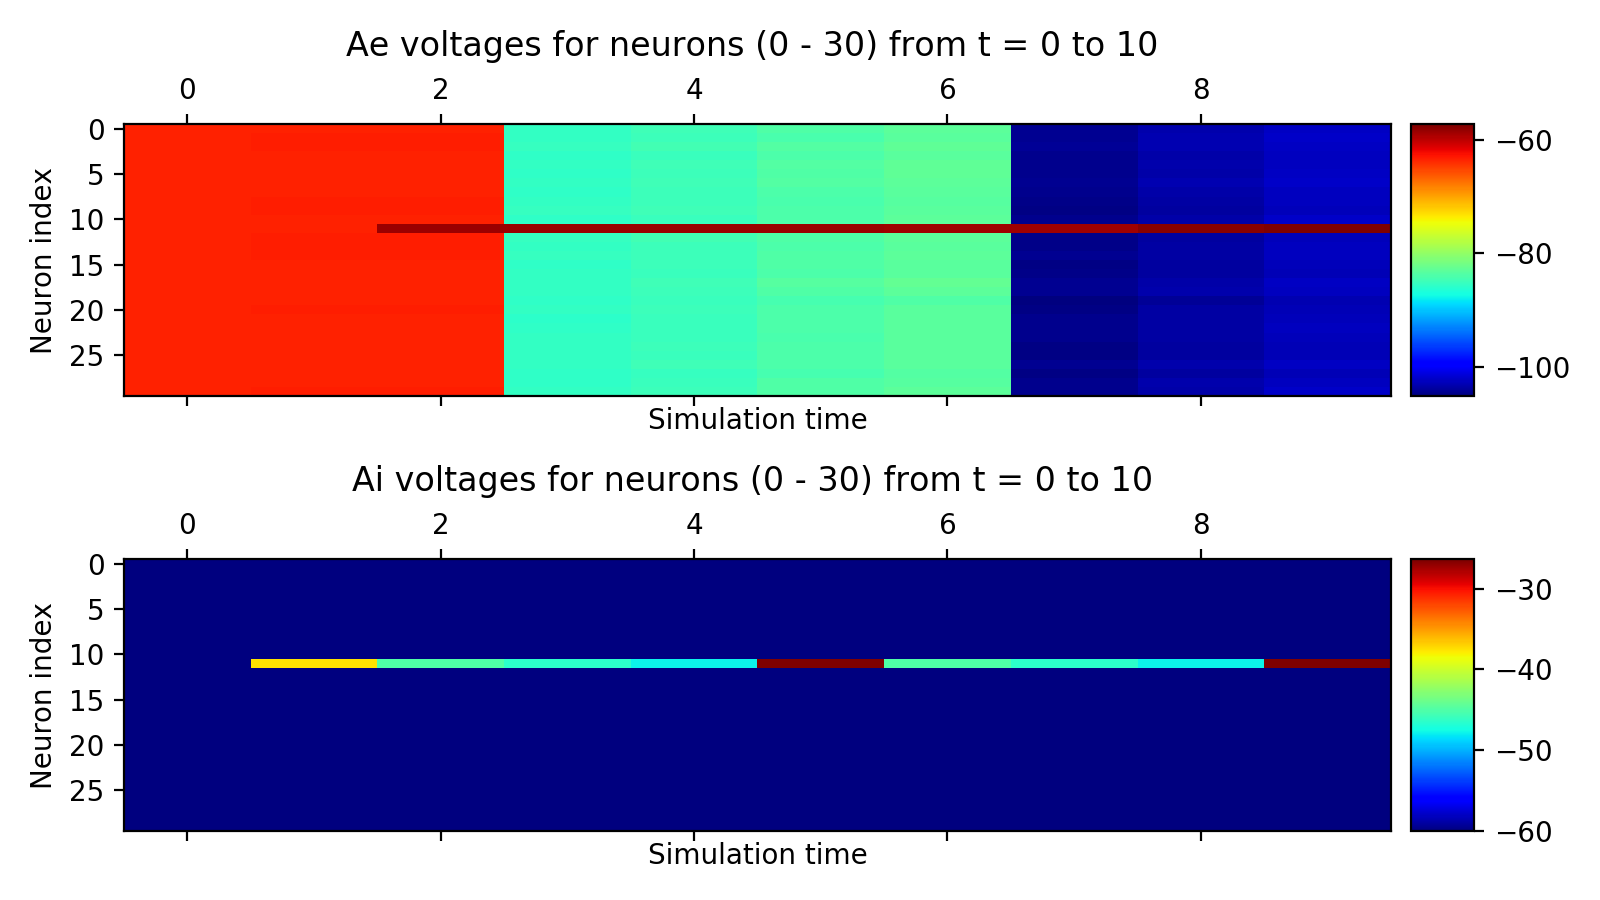 Ae voltages for neurons (0 - 30) from t = 0 to 10
0 2 4 6 8
Neuron index
0
5
10
15
20
25
−60
−80
−100
Simulation time
Ai voltages for neurons (0 - 30) from t = 0 to 10
0 2 4 6 8
Neuron index
0
5
10
15
20
25
−30
−40
−50
−60
Simulation time